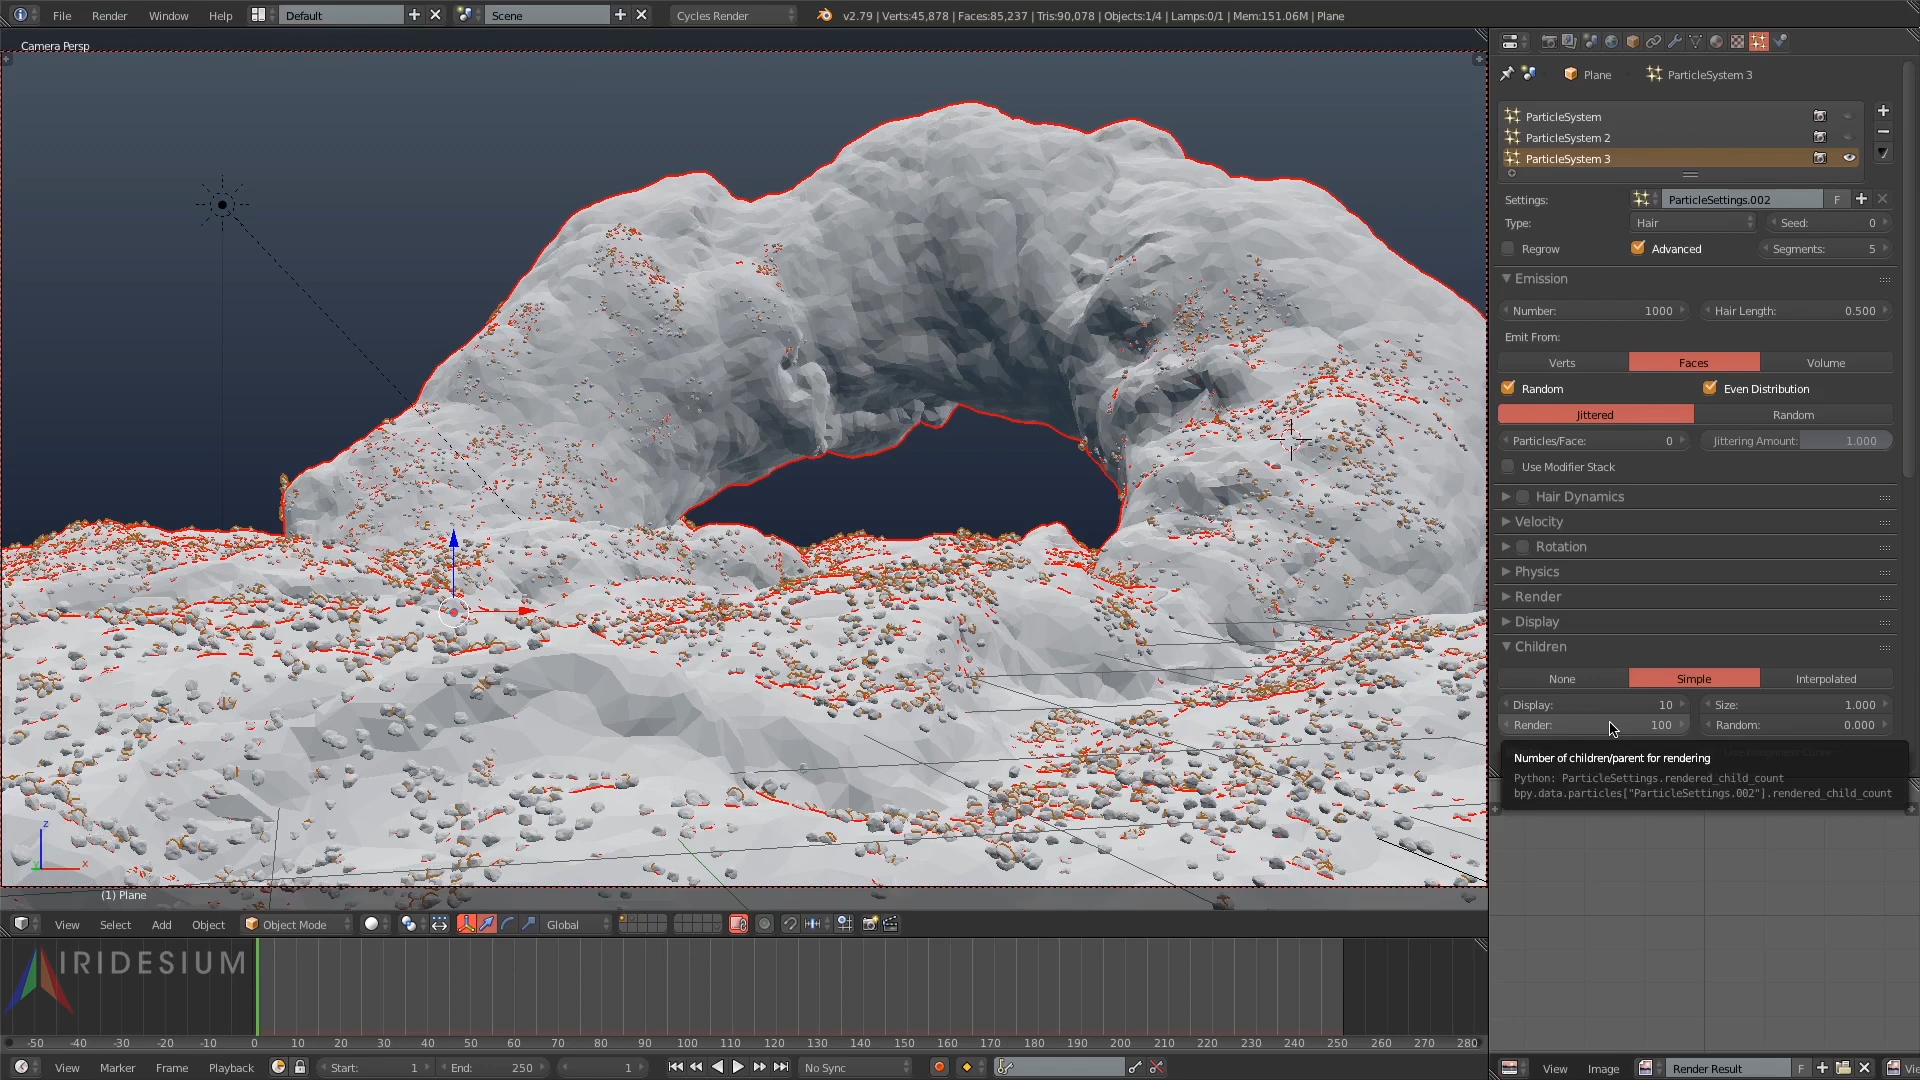 File Render Window Help Default Scene Cycles Render v2.79 | Verts:45,878 | Faces:85,237 | Tris:90,078 | Objects:1/4 | Lamps:0/1 | Mem:151.06M | Plane
Camera Persp
Plane ParticleSystem 3
ParticleSystem
ParticleSystem 2
ParticleSystem 3
Settings: ParticleSettings.002 F
Type: Hair Seed: 0
Regrow Advanced Segments: 5
Emission
Number: 1000 Hair Length: 0.500
Emit From:
Verts Faces Volume
Random Even Distribution
Jittered Random
Particles/Face: 0 Jittering Amount: 1.000
Use Modifier Stack
Hair Dynamics
Velocity
Rotation
Physics
Render
Display
Children
None Simple Interpolated
Display: 10 Size: 1.000
Render: 100 Random: 0.000
Number of children/parent for rendering
Python: ParticleSettings.rendered_child_count
bpy.data.particles["ParticleSettings.002"].rendered_child_count
z
x
(1) Plane
View Select Add Object Object Mode Global
IRIDESIUM
-50 -40 -30 -20 -10 0 10 20 30 40 50 60 70 80 90 100 110 120 130 140 150 160 170 180 190 200 210 220 230 240 250 260 270 280
View Marker Frame Playback Start: 1 End: 250 1 No Sync
View Image Render Result F